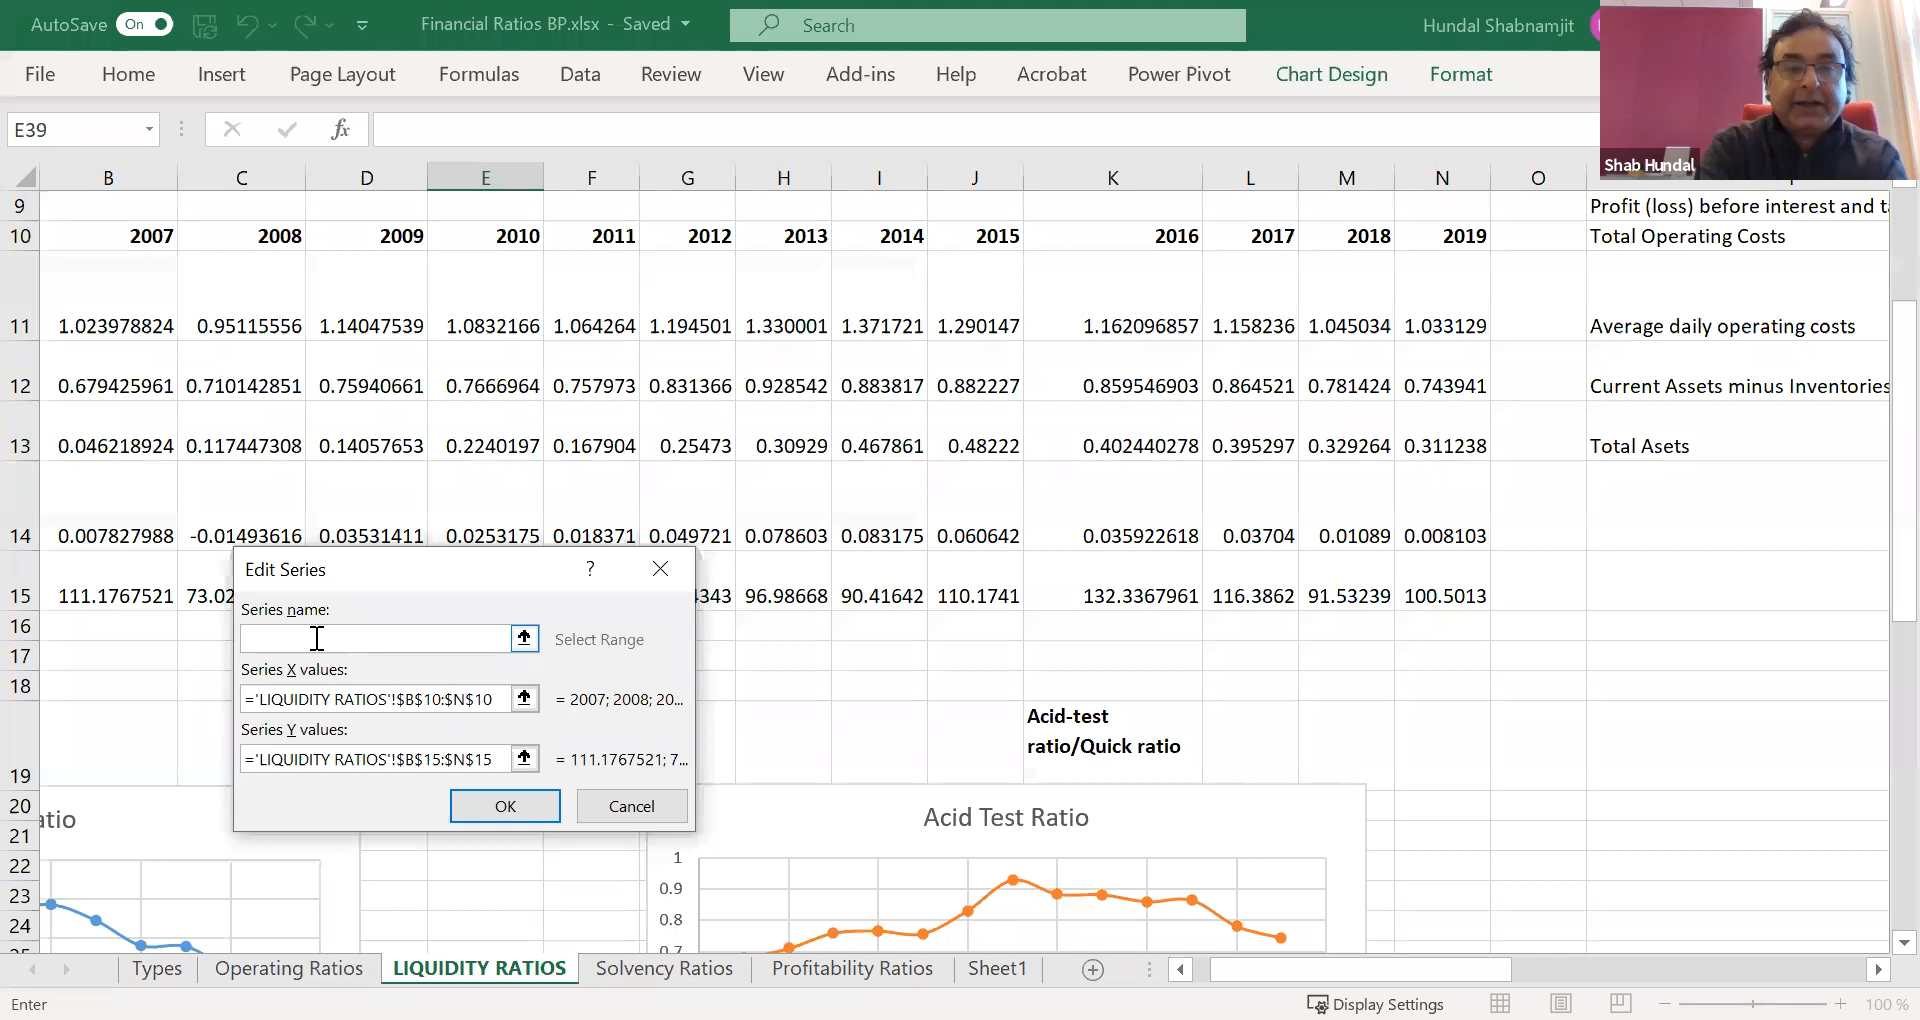 AutoSave On Financial Ratios BP.xlsx - Saved Search Hundal Shabnamjit
File Home Insert Page Layout Formulas Data Review View Add-ins Help Acrobat Power Pivot Chart Design Format
E39 fx
Shab Hundal
B C D E F G H I J K L M N O
9 Profit (loss) before interest and t
10 2007 2008 2009 2010 2011 2012 2013 2014 2015 2016 2017 2018 2019 Total Operating Costs
11 1.023978824 0.95115556 1.14047539 1.0832166 1.064264 1.194501 1.330001 1.371721 1.290147 1.162096857 1.158236 1.045034 1.033129 Average daily operating costs
12 0.679425961 0.710142851 0.75940661 0.7666964 0.757973 0.831366 0.928542 0.883817 0.882227 0.859546903 0.864521 0.781424 0.743941 Current Assets minus Inventories
13 0.046218924 0.117447308 0.14057653 0.2240197 0.167904 0.25473 0.30929 0.467861 0.48222 0.402440278 0.395297 0.329264 0.311238 Total Asets
14 0.007827988 -0.01493616 0.03531411 0.0253175 0.018371 0.049721 0.078603 0.083175 0.060642 0.035922618 0.03704 0.01089 0.008103
15 111.1767521 73.02 343 96.98668 90.41642 110.1741 132.3367961 116.3862 91.53239 100.5013
16
17
18
19
20
21
22
23
24
Edit Series ?
Series name:
Select Range
Series X values:
='LIQUIDITY RATIOS'!$B$10:$N$10 = 2007; 2008; 20...
Series Y values:
='LIQUIDITY RATIOS'!$B$15:$N$15 = 111.1767521; 7...
OK Cancel
Acid-test
ratio/Quick ratio
atio
Acid Test Ratio
1
0.9
0.8
0.7
Types Operating Ratios LIQUIDITY RATIOS Solvency Ratios Profitability Ratios Sheet1
Enter Display Settings 100 %